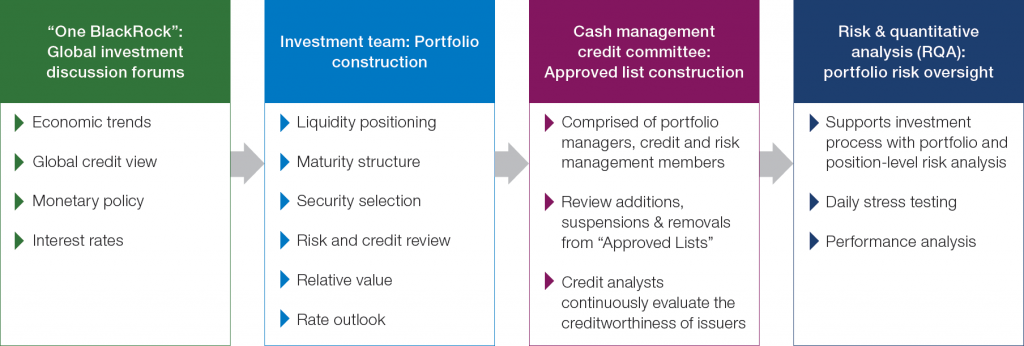 “One BlackRock”:
Global investment
discussion forums
Economic trends
Global credit view
Monetary policy
Interest rates
Investment team: Portfolio
construction
Liquidity positioning
Maturity structure
Security selection
Risk and credit review
Relative value
Rate outlook
Cash management
credit committee:
Approved list construction
Comprised of portfolio
managers, credit and risk
management members
Review additions,
suspensions & removals
from “Approved Lists”
Credit analysts
continuously evaluate the
creditworthiness of issuers
Risk & quantitative
analysis (RQA):
portfolio risk oversight
Supports investment
process with portfolio and
position-level risk analysis
Daily stress testing
Performance analysis